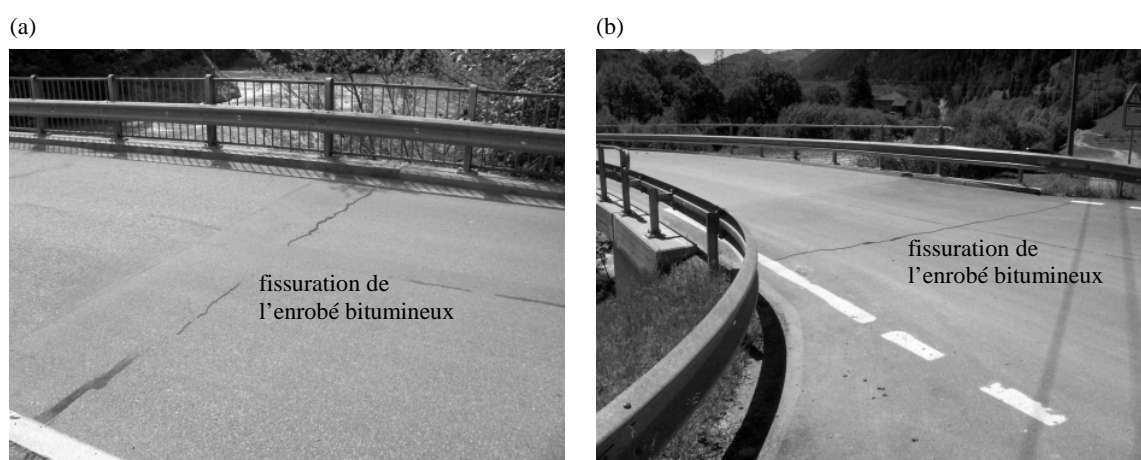 (a)
(b)
fissuration de
l'enrobé bitumineux
fissuration de
l'enrobé bitumineux